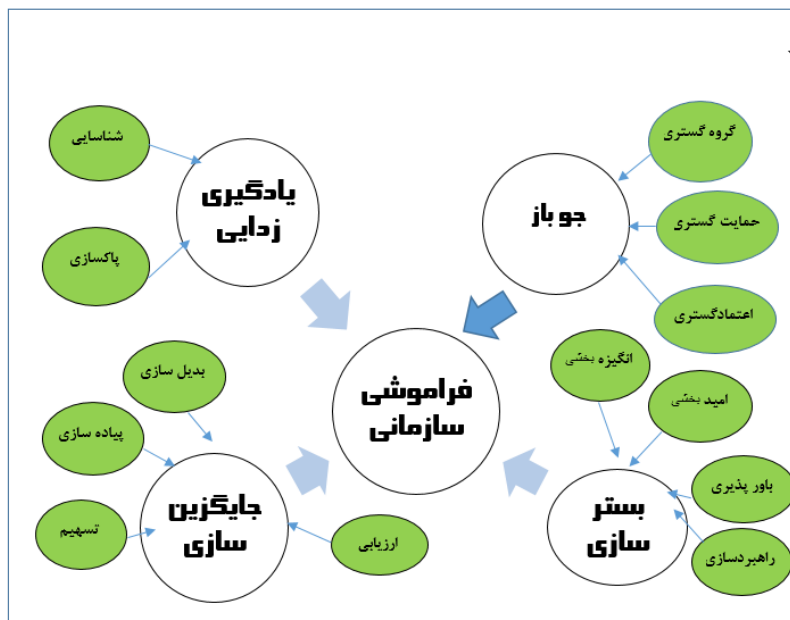 گروه گستری
شناسایی
حمایت گستری
جو باز
یادگیری
زدایی
پاکسازی
اعتمادگستری
انگیزه بخشی
بدیل سازی
فراموشی
سازمانی
امید بخشی
پیاده سازی
باور پذیری
جایگزین
سازی
بستر
سازی
تسهیم
ارزیابی
راهبردسازی